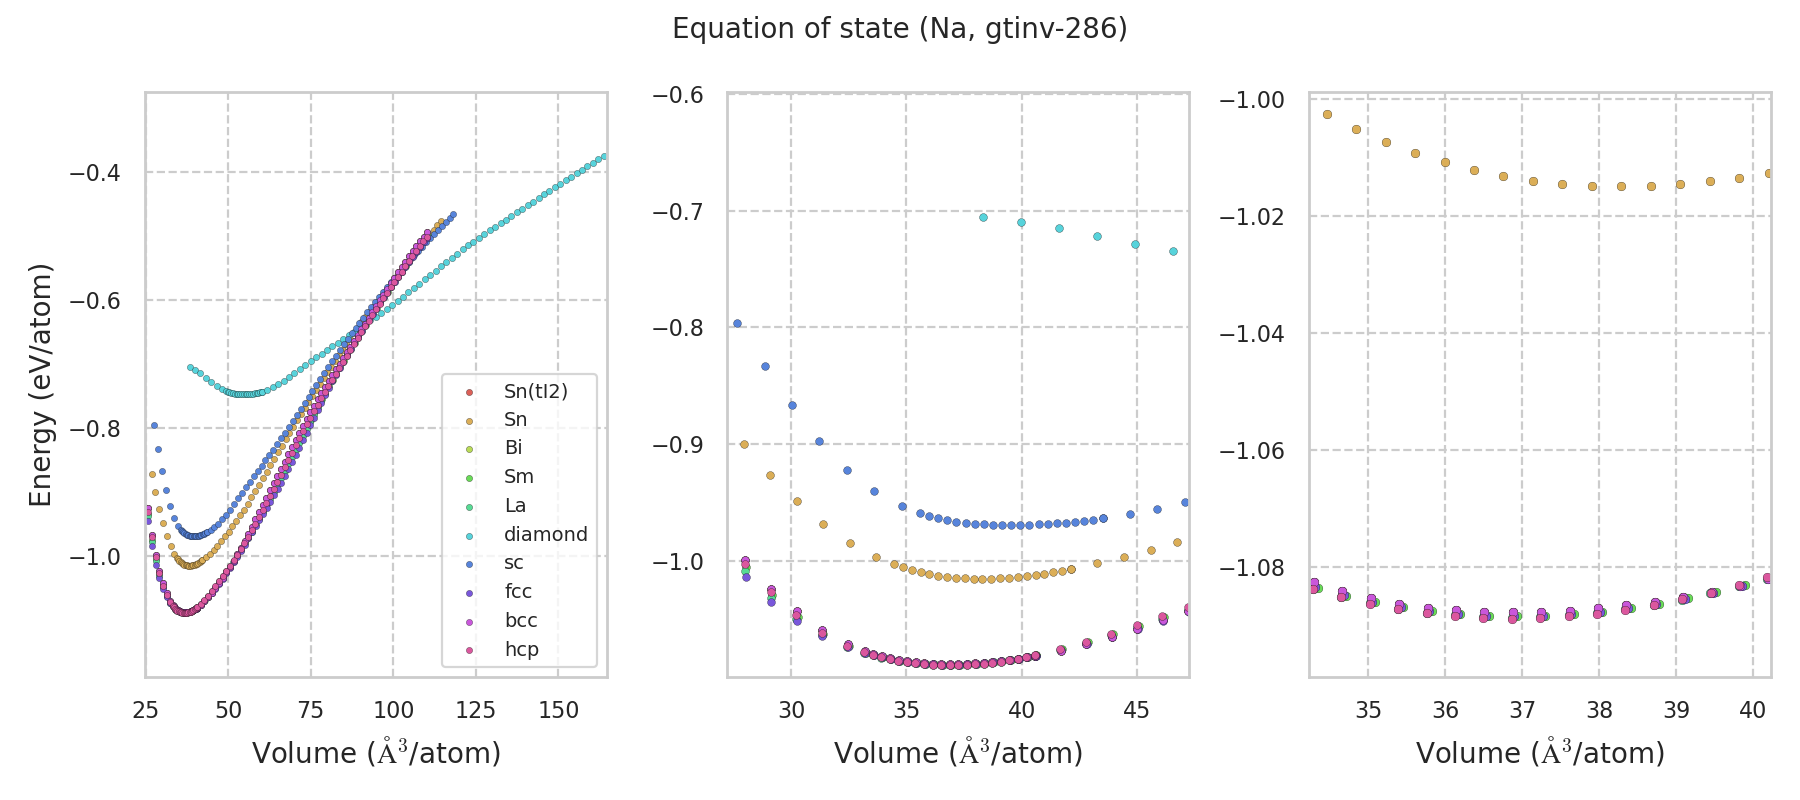 Equation of state (Na, gtinv-286)
Energy (eV/atom)
−0.4
−0.6
−0.8
−1.0
25 50 75 100 125 150
Volume (Å³/atom)
Sn(tI2)
Sn
Bi
Sm
La
diamond
sc
fcc
bcc
hcp
−0.6
−0.7
−0.8
−0.9
−1.0
30 35 40 45
Volume (Å³/atom)
−1.00
−1.02
−1.04
−1.06
−1.08
35 36 37 38 39 40
Volume (Å³/atom)